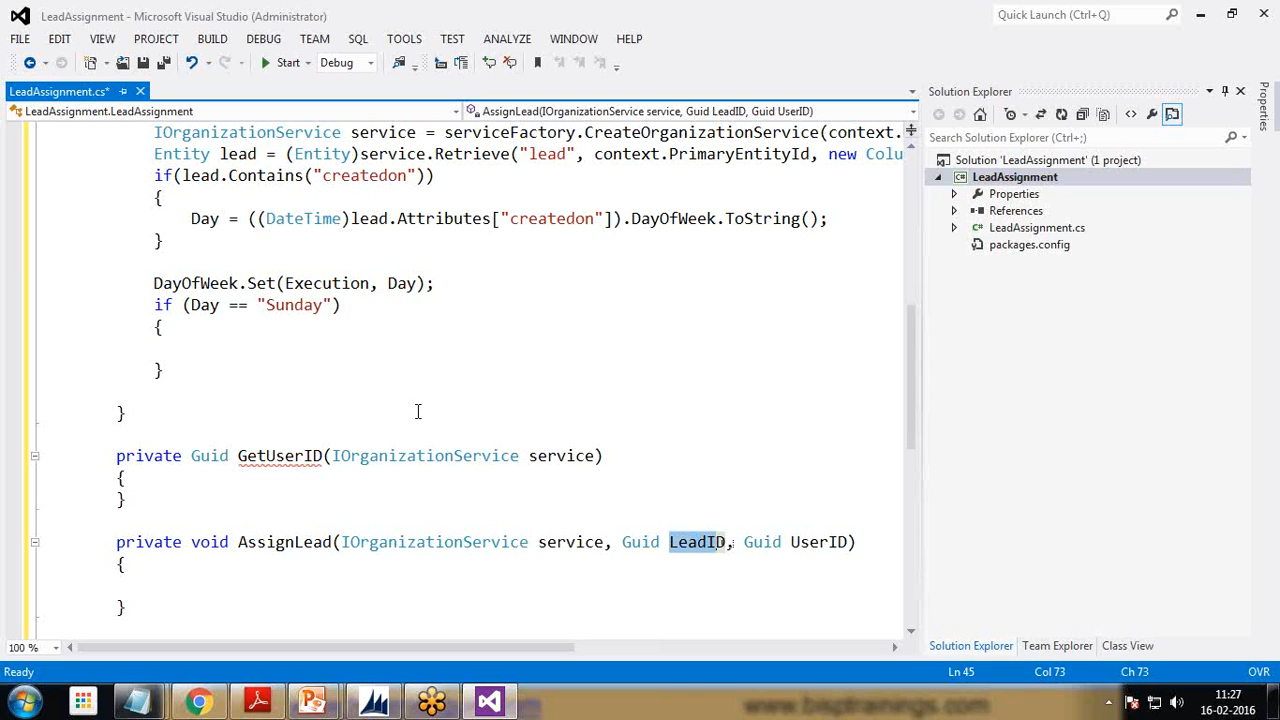 LeadAssignment - Microsoft Visual Studio (Administrator)
Quick Launch (Ctrl+Q)
FILE EDIT VIEW PROJECT BUILD DEBUG TEAM SQL TOOLS TEST ANALYZE WINDOW HELP
Start Debug
LeadAssignment.cs*
LeadAssignment.LeadAssignment
AssignLead(IOrganizationService service, Guid LeadID, Guid UserID)
IOrganizationService service = serviceFactory.CreateOrganizationService(context.
Entity lead = (Entity)service.Retrieve("lead", context.PrimaryEntityId, new Colu
if(lead.Contains("createdon"))
{
Day = ((DateTime)lead.Attributes["createdon"]).DayOfWeek.ToString();
}
DayOfWeek.Set(Execution, Day);
if (Day == "Sunday")
{
}
}
private Guid GetUserID(IOrganizationService service)
{
}
private void AssignLead(IOrganizationService service, Guid LeadID, Guid UserID)
{
}
100 %
Solution Explorer
Search Solution Explorer (Ctrl+;)
Solution 'LeadAssignment' (1 project)
C# LeadAssignment
Properties
References
C# LeadAssignment.cs
packages.config
Solution Explorer Team Explorer Class View
Properties
Ready
Ln 45 Col 73 Ch 73 OVR
www.bisptrainings.com
11:27
16-02-2016